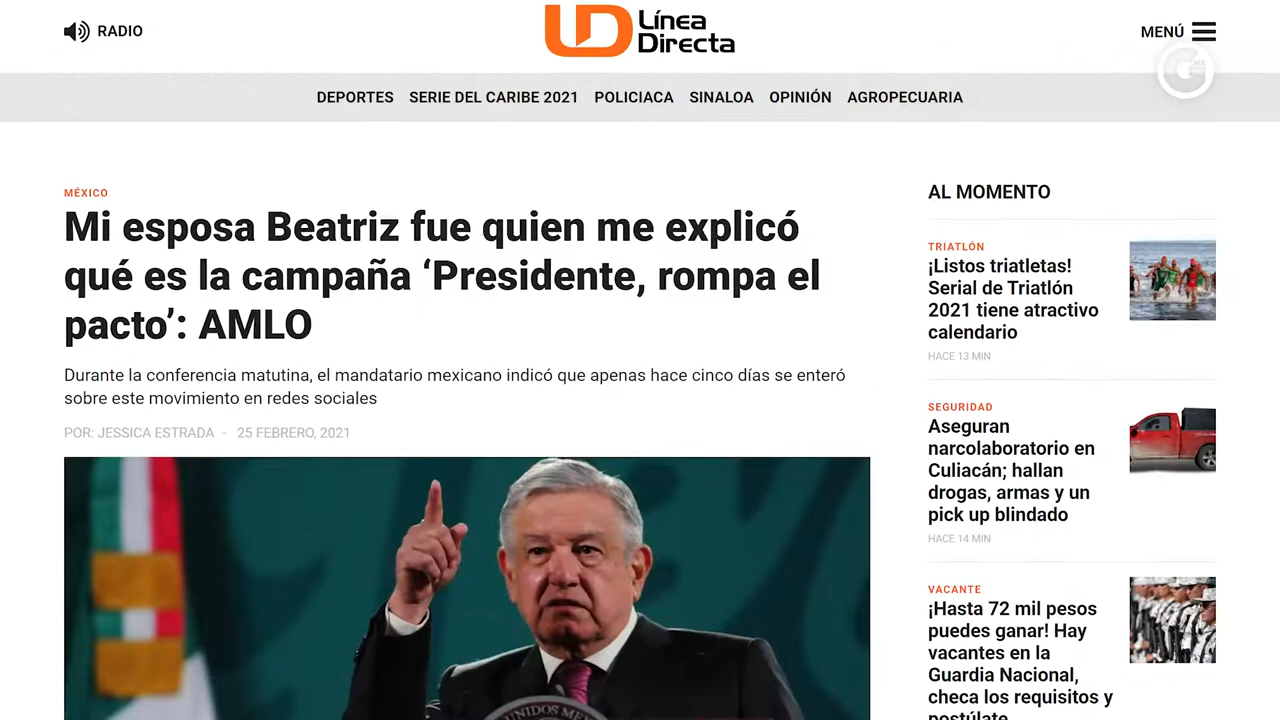 RADIO
Línea
Directa
MENÚ
DEPORTES SERIE DEL CARIBE 2021 POLICIACA SINALOA OPINIÓN AGROPECUARIA
MÉXICO
Mi esposa Beatriz fue quien me explicó
qué es la campaña ‘Presidente, rompa el
pacto’: AMLO
Durante la conferencia matutina, el mandatario mexicano indicó que apenas hace cinco días se enteró
sobre este movimiento en redes sociales
POR: JESSICA ESTRADA - 25 FEBRERO, 2021
UNIDOS MEX
AL MOMENTO
TRIATLÓN
¡Listos triatletas!
Serial de Triatlón
2021 tiene atractivo
calendario
HACE 13 MIN
SEGURIDAD
Aseguran
narcolaboratorio en
Culiacán; hallan
drogas, armas y un
pick up blindado
HACE 14 MIN
VACANTE
¡Hasta 72 mil pesos
puedes ganar! Hay
vacantes en la
Guardia Nacional,
checa los requisitos y
postúlate